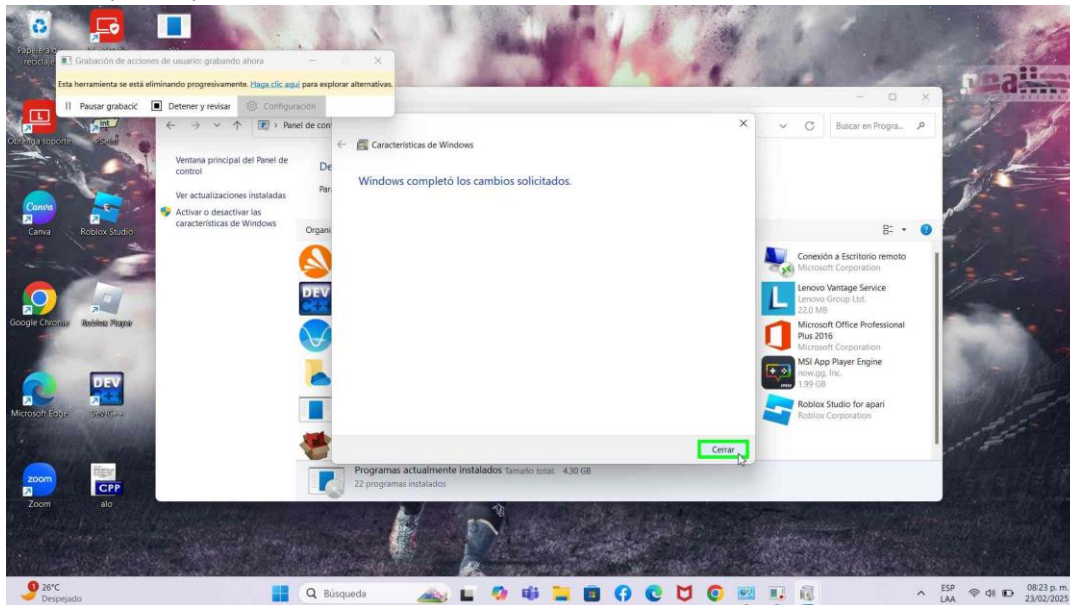 Grabación de acciones de usuario: grabando ahora
Esta herramienta se está eliminando progresivamente. Haga clic aquí para explorar alternativas.
Pausar grabació
Detener y revisar
Configuración
Panel de con
Buscar en Progra...
Ventana principal del Panel de
control
Ver actualizaciones instaladas
Activar o desactivar las
características de Windows
De
Par
Organi
Características de Windows
Windows completó los cambios solicitados.
Cerrar
Conexión a Escritorio remoto
Microsoft Corporation
Lenovo Vantage Service
Lenovo Group Ltd.
22.0 MB
Microsoft Office Professional
Plus 2016
Microsoft Corporation
MSI App Player Engine
now.gg, Inc.
1.99 GB
Roblox Studio for apari
Roblox Corporation
DEV
C++
Programas actualmente instalados Tamaño total: 4.30 GB
22 programas instalados
Canva
Canva
Roblox Studio
Google Chrome
Roblox Player
Microsoft Edge
DEV
zoom
Zoom
CPP
alo
1
26°C
Despejado
Búsqueda
ESP
LAA
08:23 p. m.
23/02/2025